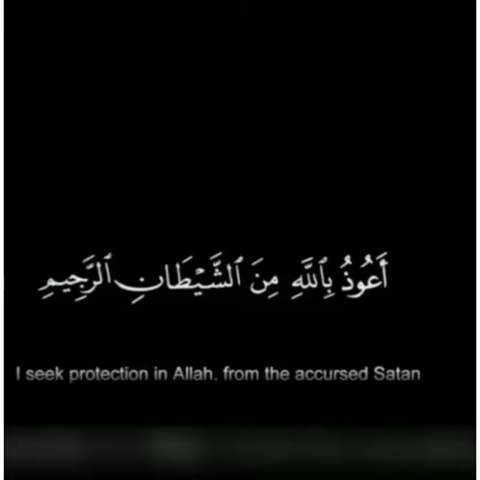 أَعُوذُ بِٱللَّهِ مِنَ ٱلشَّيْطَانِ ٱلرَّجِيمِ
I seek protection in Allah, from the accursed Satan